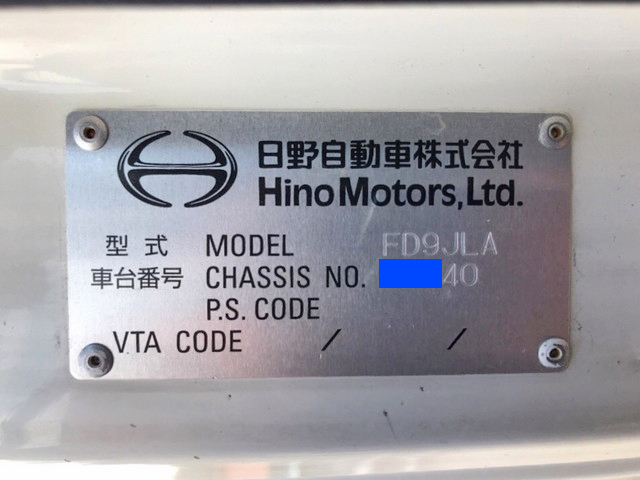 日野自動車株式会社
Hino Motors, Ltd.
型式 MODEL FD9JLA
車台番号 CHASSIS NO. 40
P.S. CODE
VTA CODE / /